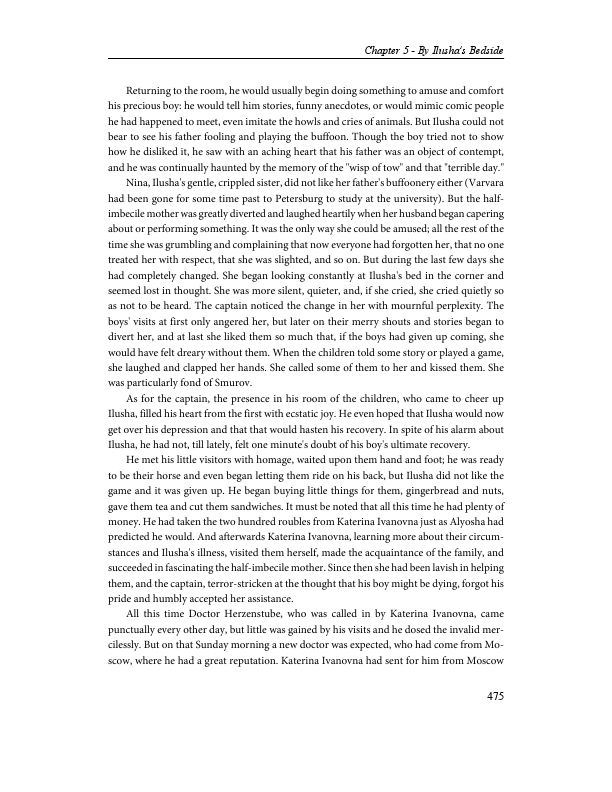 Chapter 5 - By Ilusha's Bedside
Returning to the room, he would usually begin doing something to amuse and comfort
his precious boy: he would tell him stories, funny anecdotes, or would mimic comic people
he had happened to meet, even imitate the howls and cries of animals. But Ilusha could not
bear to see his father fooling and playing the buffoon. Though the boy tried not to show
how he disliked it, he saw with an aching heart that his father was an object of contempt,
and he was continually haunted by the memory of the "wisp of tow" and that "terrible day."
Nina, Ilusha's gentle, crippled sister, did not like her father's buffoonery either (Varvara
had been gone for some time past to Petersburg to study at the university). But the half-
imbecile mother was greatly diverted and laughed heartily when her husband began capering
about or performing something. It was the only way she could be amused; all the rest of the
time she was grumbling and complaining that now everyone had forgotten her, that no one
treated her with respect, that she was slighted, and so on. But during the last few days she
had completely changed. She began looking constantly at Ilusha's bed in the corner and
seemed lost in thought. She was more silent, quieter, and, if she cried, she cried quietly so
as not to be heard. The captain noticed the change in her with mournful perplexity. The
boys' visits at first only angered her, but later on their merry shouts and stories began to
divert her, and at last she liked them so much that, if the boys had given up coming, she
would have felt dreary without them. When the children told some story or played a game,
she laughed and clapped her hands. She called some of them to her and kissed them. She
was particularly fond of Smurov.
As for the captain, the presence in his room of the children, who came to cheer up
Ilusha, filled his heart from the first with ecstatic joy. He even hoped that Ilusha would now
get over his depression and that that would hasten his recovery. In spite of his alarm about
Ilusha, he had not, till lately, felt one minute's doubt of his boy's ultimate recovery.
He met his little visitors with homage, waited upon them hand and foot; he was ready
to be their horse and even began letting them ride on his back, but Ilusha did not like the
game and it was given up. He began buying little things for them, gingerbread and nuts,
gave them tea and cut them sandwiches. It must be noted that all this time he had plenty of
money. He had taken the two hundred roubles from Katerina Ivanovna just as Alyosha had
predicted he would. And afterwards Katerina Ivanovna, learning more about their circum-
stances and Ilusha's illness, visited them herself, made the acquaintance of the family, and
succeeded in fascinating the half-imbecile mother. Since then she had been lavish in helping
them, and the captain, terror-stricken at the thought that his boy might be dying, forgot his
pride and humbly accepted her assistance.
All this time Doctor Herzenstube, who was called in by Katerina Ivanovna, came
punctually every other day, but little was gained by his visits and he dosed the invalid mer-
cilessly. But on that Sunday morning a new doctor was expected, who had come from Mo-
scow, where he had a great reputation. Katerina Ivanovna had sent for him from Moscow
475